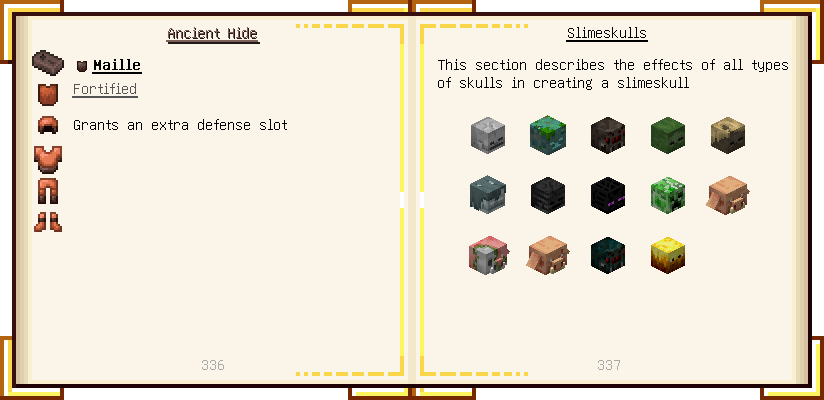 Ancient Hide
Maille
Fortified
Grants an extra defense slot
336
Slimeskulls
This section describes the effects of all types
of skulls in creating a slimeskull
337